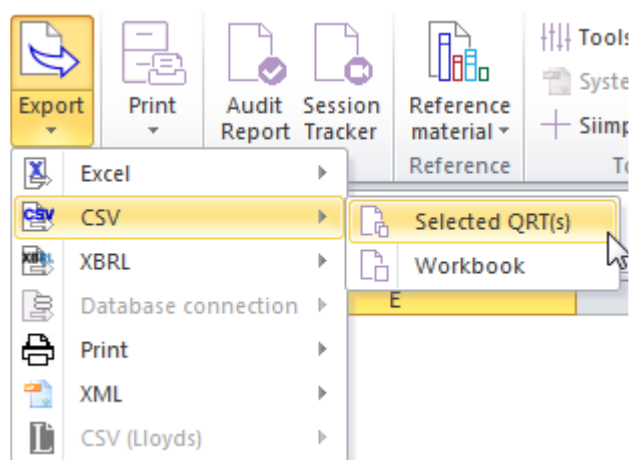 Tools
Export
Print
Audit Report
Session Tracker
Reference material
Reference
Excel
CSV
Selected QRT(s)
XBRL
Workbook
Database connection
E
Print
XML
CSV (Lloyds)